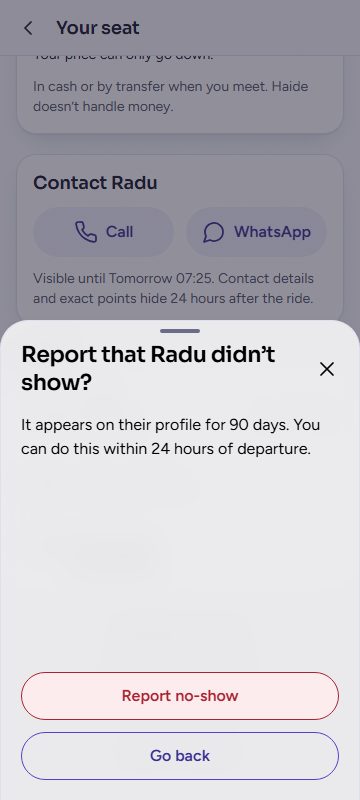 Your seat
Your price can only go down.
In cash or by transfer when you meet. Haide
doesn't handle money.
Contact Radu
Call
WhatsApp
Visible until Tomorrow 07:25. Contact details
and exact points hide 24 hours after the ride.
Report that Radu didn’t
show?
It appears on their profile for 90 days. You
can do this within 24 hours of departure.
Report no-show
Go back